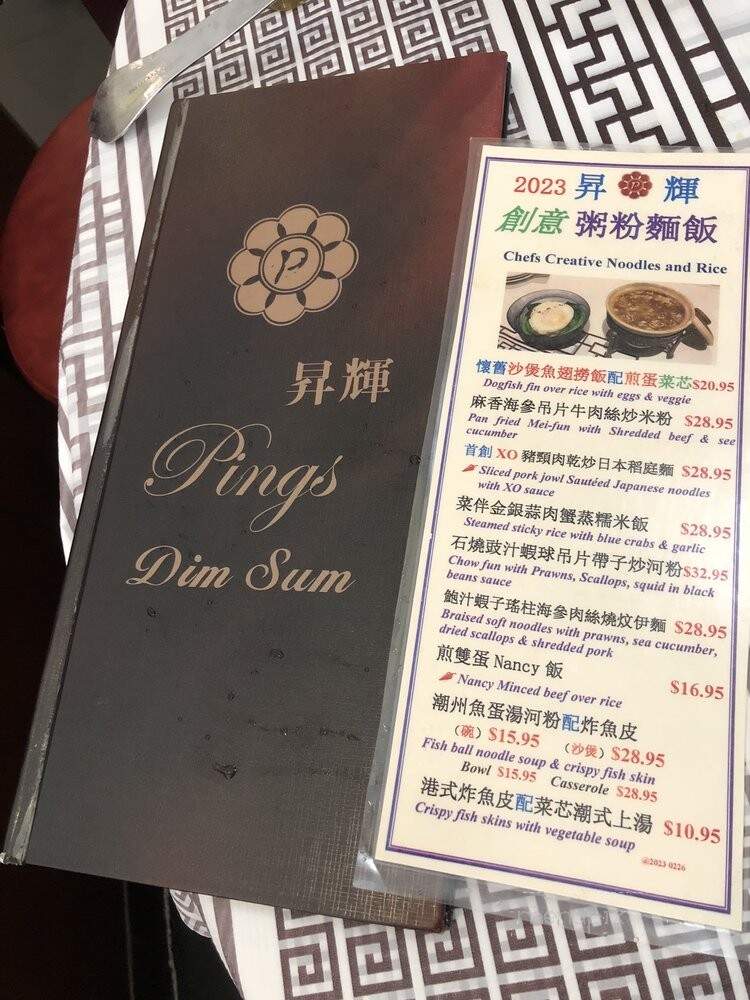 P
昇輝
Pings
Dim Sum
2023 昇 P 輝
創意 粥粉麵飯
Chefs Creative Noodles and Rice
懷舊沙煲魚翅撈飯配煎蛋菜芯$20.95
Dogfish fin over rice with eggs & veggie
麻香海參吊片牛肉絲炒米粉 $28.95
Pan fried Mei-fun with Shredded beef & see
cucumber
首創 XO 豬頸肉乾炒日本稻庭麵 $28.95
Sliced pork jowl Sautéed Japanese noodles
with XO sauce
菜伴金銀蒜肉蟹蒸糯米飯 $28.95
Steamed sticky rice with blue crabs & garlic
石燒豉汁蝦球吊片帶子炒河粉$32.95
Chow fun with Prawns, Scallops, squid in black
beans sauce
鮑汁蝦子瑤柱海參肉絲燒炆伊麵 $28.95
Braised soft noodles with prawns, sea cucumber,
dried scallops & shredded pork
煎雙蛋 Nancy 飯 $16.95
Nancy Minced beef over rice
潮州魚蛋湯河粉配炸魚皮
(碗) $15.95 (沙煲) $28.95
Fish ball noodle soup & crispy fish skin
Bowl $15.95 Casserole $28.95
港式炸魚皮配菜芯潮式上湯 $10.95
Crispy fish skins with vegetable soup
@2023 0226